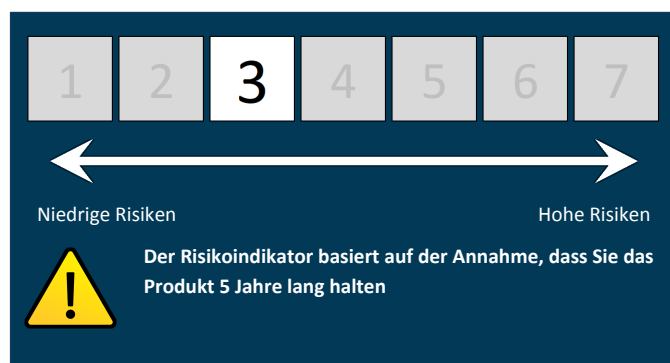 1 2 3 4 5 6 7
Niedrige Risiken Hohe Risiken
Der Risikoindikator basiert auf der Annahme, dass Sie das
Produkt 5 Jahre lang halten